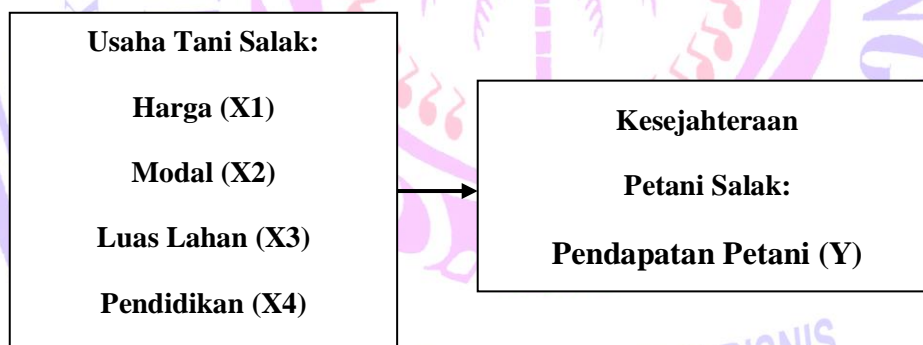 Usaha Tani Salak:
Harga (X1)
Modal (X2)
Luas Lahan (X3)
Pendidikan (X4)
Kesejahteraan
Petani Salak:
Pendapatan Petani (Y)